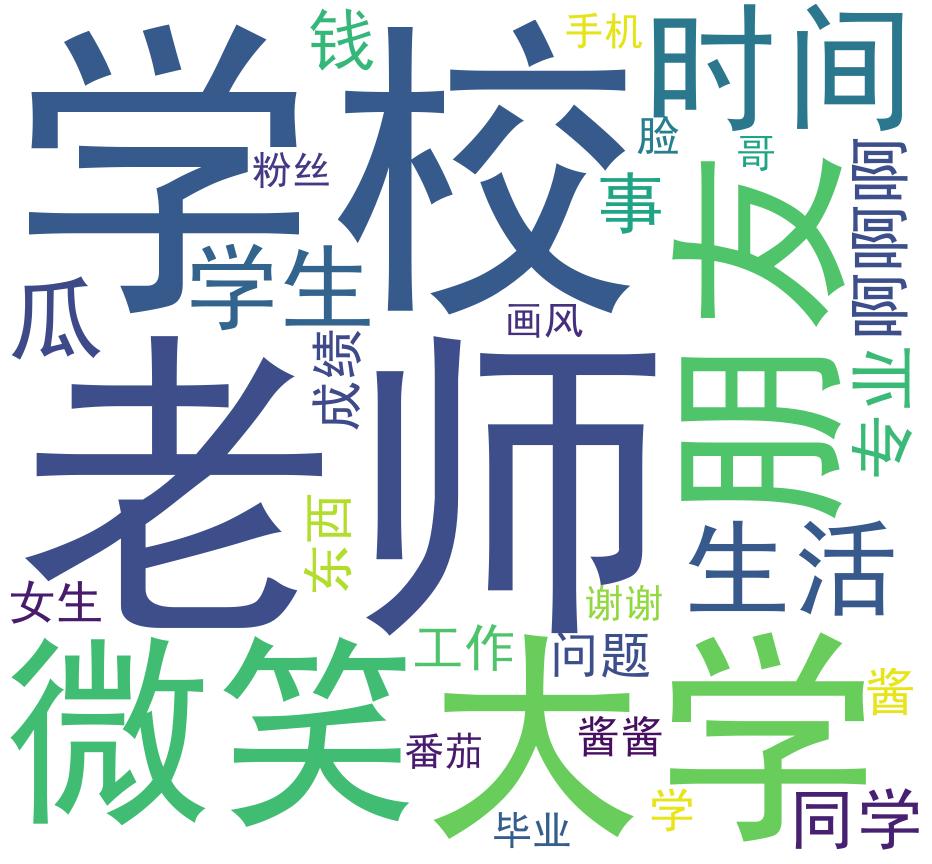 学校
钱
手机
时间
脸
哥
粉丝
事
友朋
啊啊啊
学生
瓜
画风
成绩
专业
老师
东西
生活
女生
谢谢
微笑
工作
问题
大学
酱
番茄
酱酱
学
同学
毕业